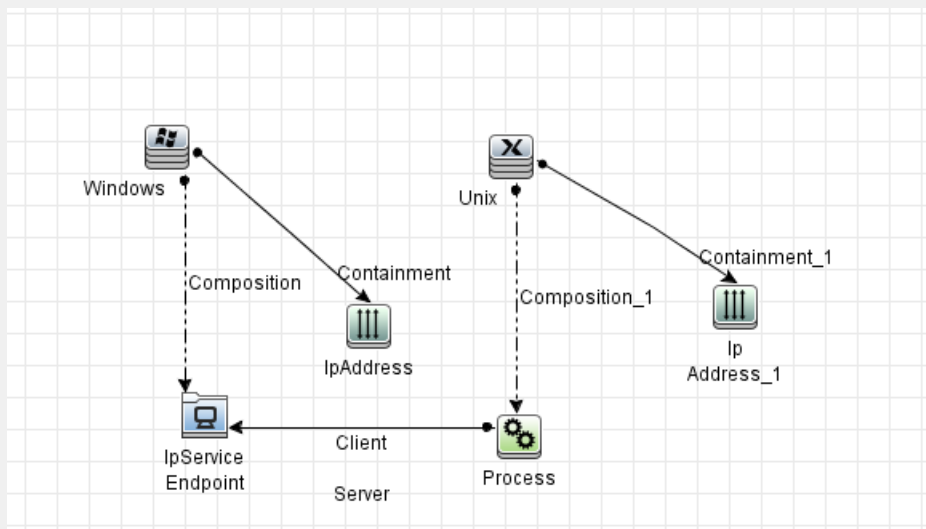 Windows
Unix
Containment_1
Containment
Composition
Composition_1
IpAddress
Ip
Address_1
Client
IpService
Endpoint
Process
Server